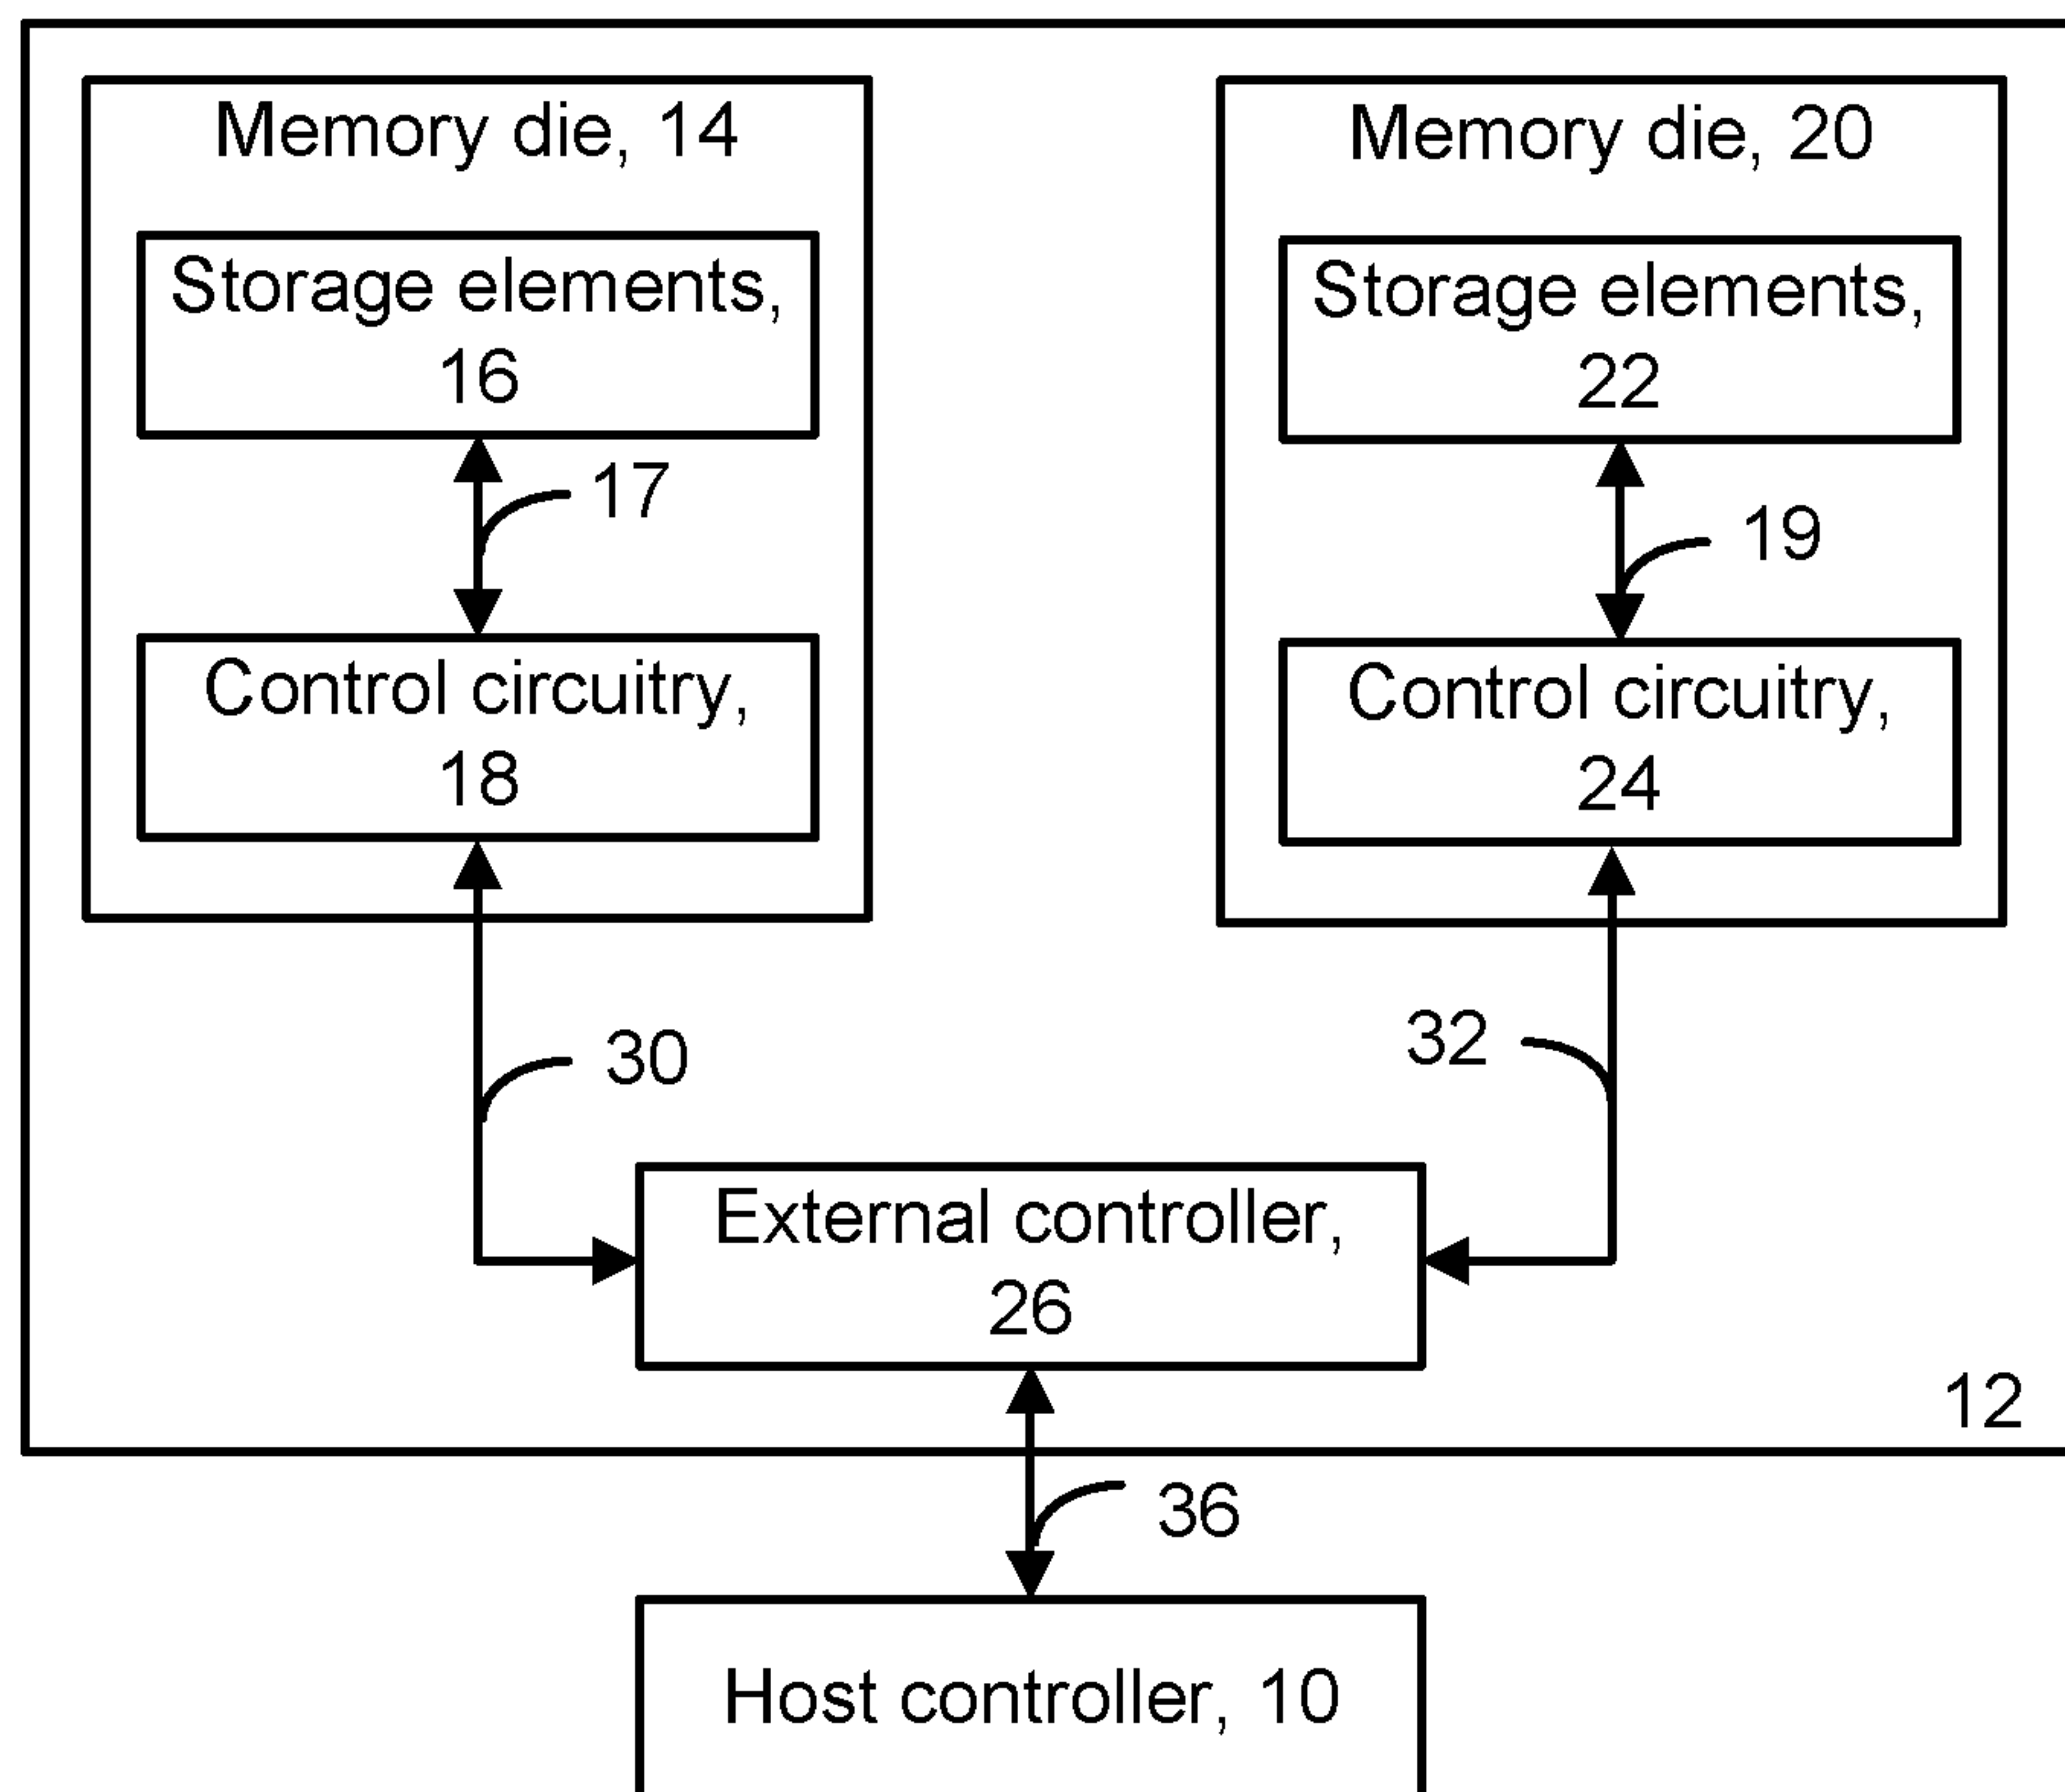 Memory die, 14
Storage elements,
16
17
Control circuitry,
18
Memory die, 20
Storage elements,
22
19
Control circuitry,
24
30
32
External controller,
26
12
36
Host controller, 10